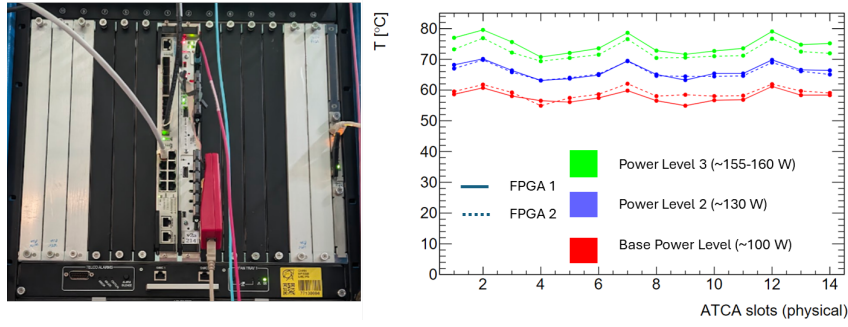 T [°C]
80
70
60
50
40
30
20
10
0
FPGA 1
FPGA 2
Power Level 3 (~155-160 W)
Power Level 2 (~130 W)
Base Power Level (~100 W)
2 4 6 8 10 12 14
ATCA slots (physical)